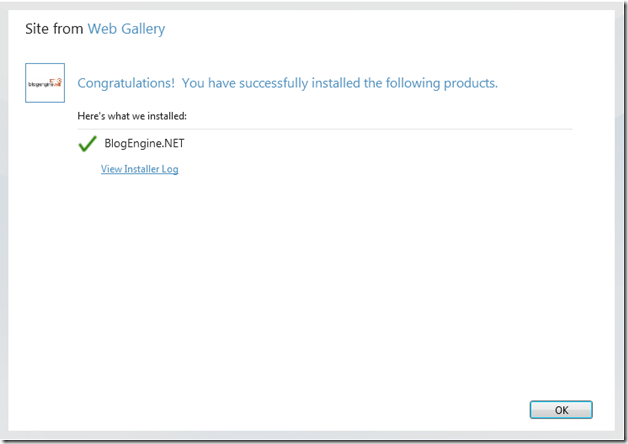 Site from Web Gallery
blogengine.net
Congratulations! You have successfully installed the following products.
Here's what we installed:
BlogEngine.NET
View Installer Log
OK